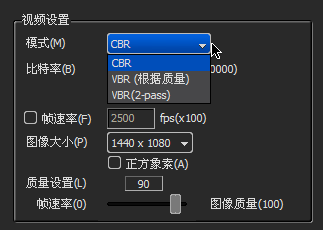 视频设置
模式(M) CBR
CBR
比特率(B) 0000)
VBR (根据质量)
VBR(2-pass)
帧速率(F) 2500 fps(x100)
图像大小(P) 1440 x 1080
正方象素(A)
质量设置(L) 90
帧速率(0) 图像质量(100)